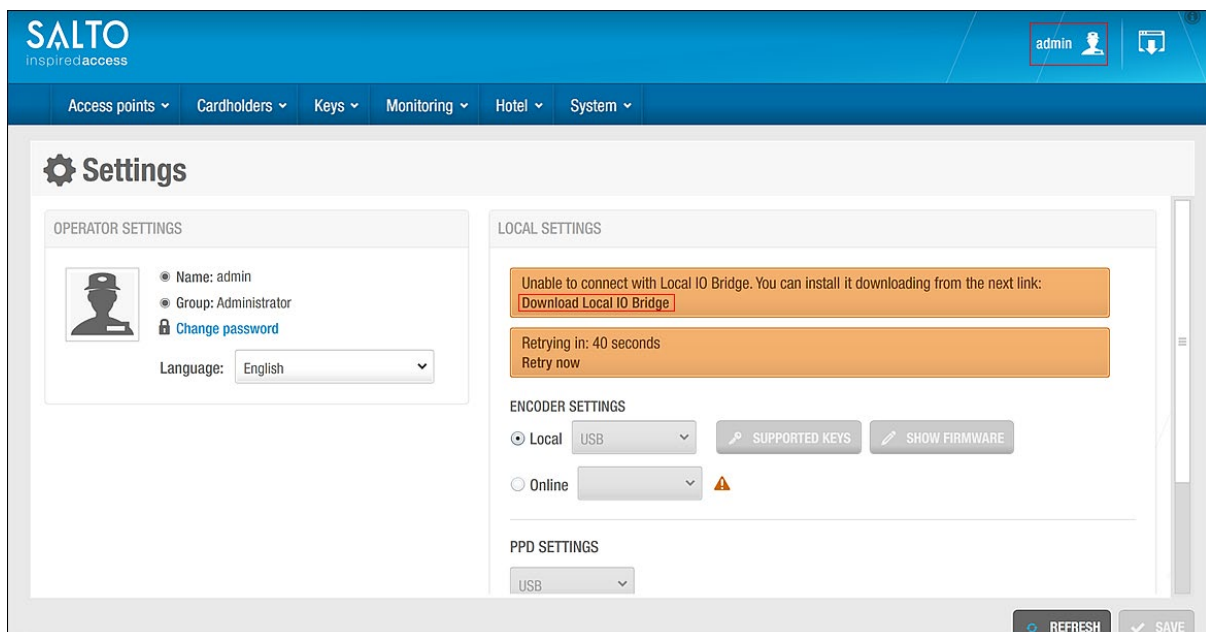 SALTO
inspiredaccess
admin
Access points
Cardholders
Keys
Monitoring
Hotel
System
Settings
OPERATOR SETTINGS
Name: admin
Group: Administrator
Change password
Language: English
LOCAL SETTINGS
Unable to connect with Local IO Bridge. You can install it downloading from the next link:
Download Local IO Bridge
Retrying in: 40 seconds
Retry now
ENCODER SETTINGS
Local USB SUPPORTED KEYS SHOW FIRMWARE
Online
PPD SETTINGS
USB
REFRESH SAVE